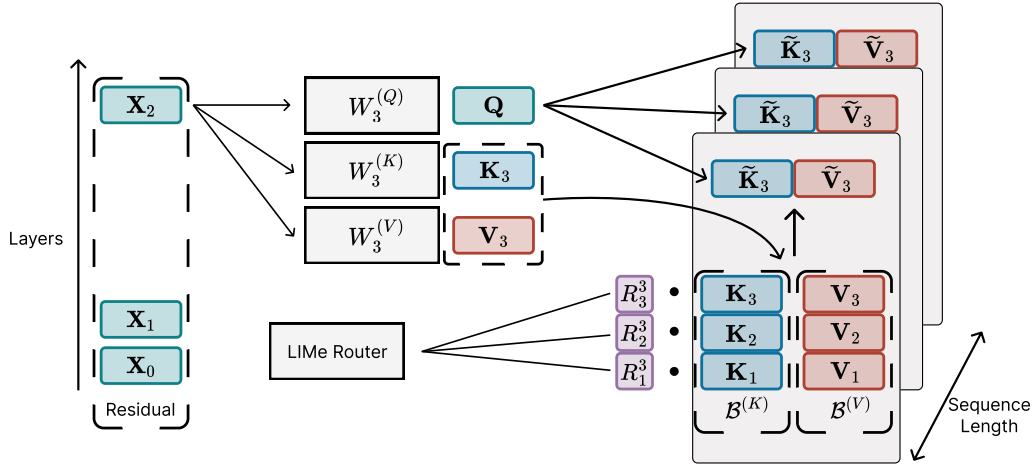 Layers
X₂
X₁
X₀
Residual
W₃⁽Q⁾
Q
W₃⁽K⁾
K₃
W₃⁽V⁾
V₃
LIMe Router
R₃³
R₂³
R₁³
K̃₃ Ṽ₃
K̃₃ Ṽ₃
K̃₃ Ṽ₃
• K₃ V₃
• K₂ V₂
• K₁ V₁
ℬ^(K) ℬ^(V)
Sequence
Length